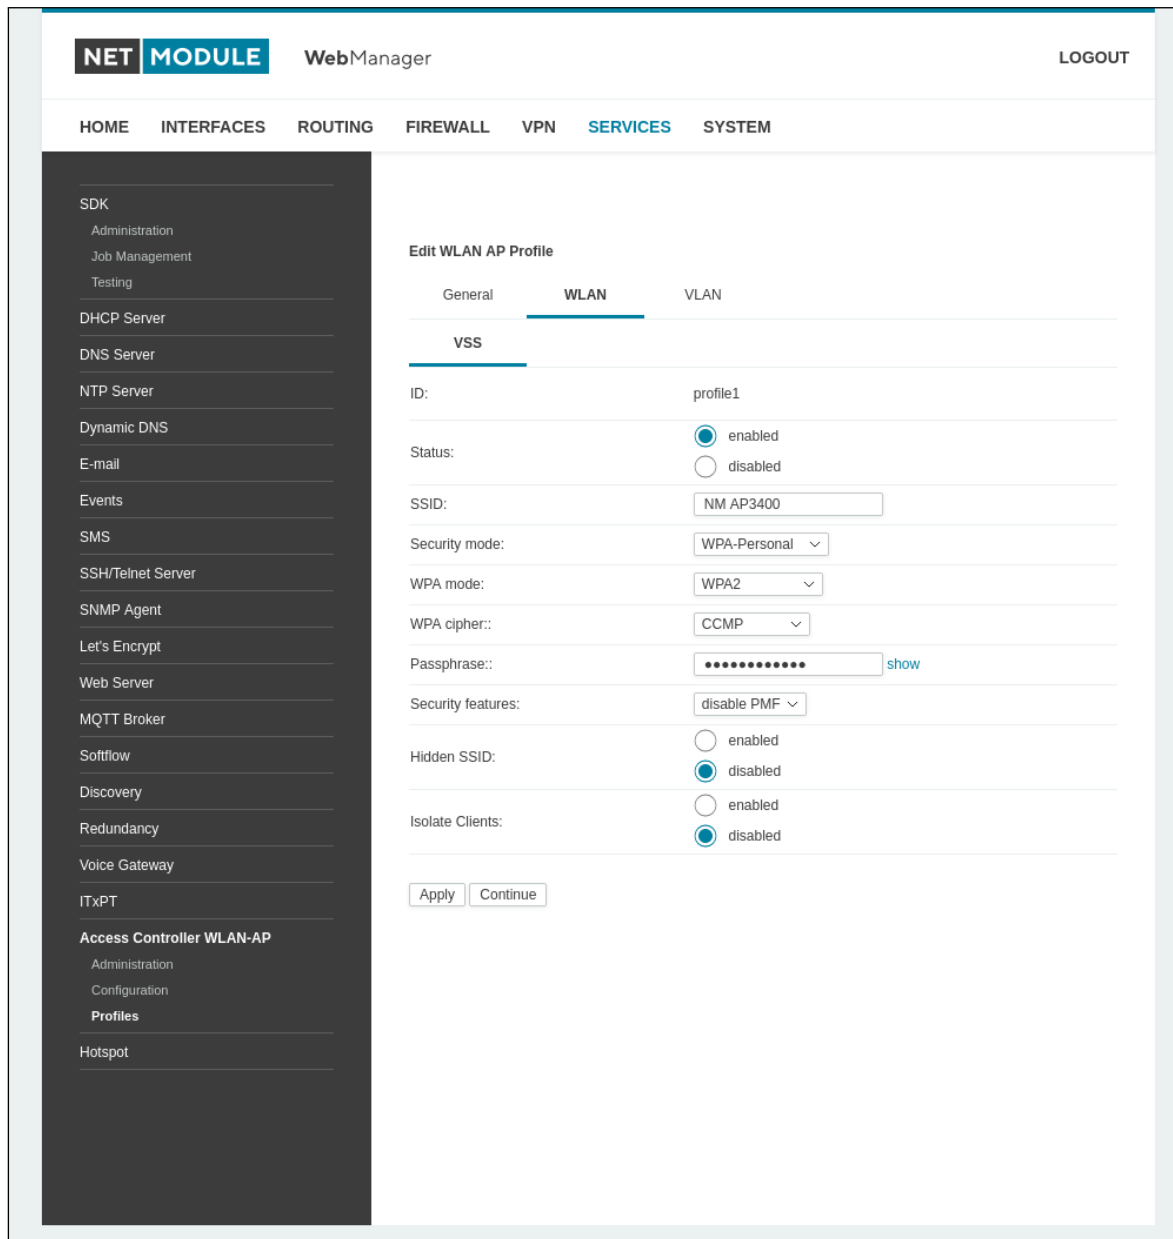 NET MODULE WebManager LOGOUT
HOME INTERFACES ROUTING FIREWALL VPN SERVICES SYSTEM
SDK
Administration
Job Management
Testing
DHCP Server
DNS Server
NTP Server
Dynamic DNS
E-mail
Events
SMS
SSH/Telnet Server
SNMP Agent
Let's Encrypt
Web Server
MQTT Broker
Softflow
Discovery
Redundancy
Voice Gateway
ITxPT
Access Controller WLAN-AP
Administration
Configuration
Profiles
Hotspot
Edit WLAN AP Profile
General WLAN VLAN
VSS
ID: profile1
Status: enabled
disabled
SSID: NM AP3400
Security mode: WPA-Personal
WPA mode: WPA2
WPA cipher:: CCMP
Passphrase:: •••••••••••• show
Security features: disable PMF
Hidden SSID: enabled
disabled
Isolate Clients: enabled
disabled
Apply Continue